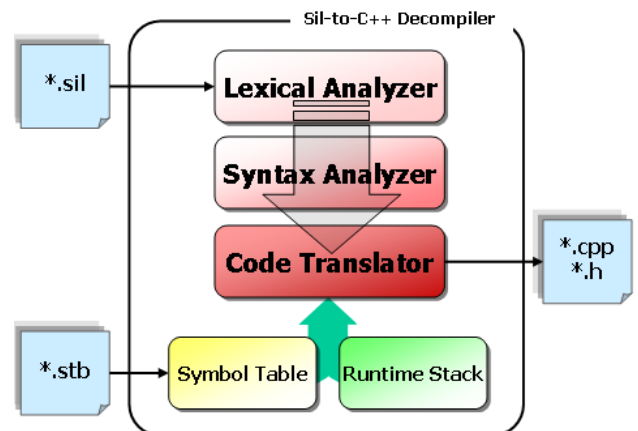 Sil-to-C++ Decompiler
*.sil
Lexical Analyzer
Syntax Analyzer
Code Translator
*.cpp
*.h
*.stb
Symbol Table
Runtime Stack